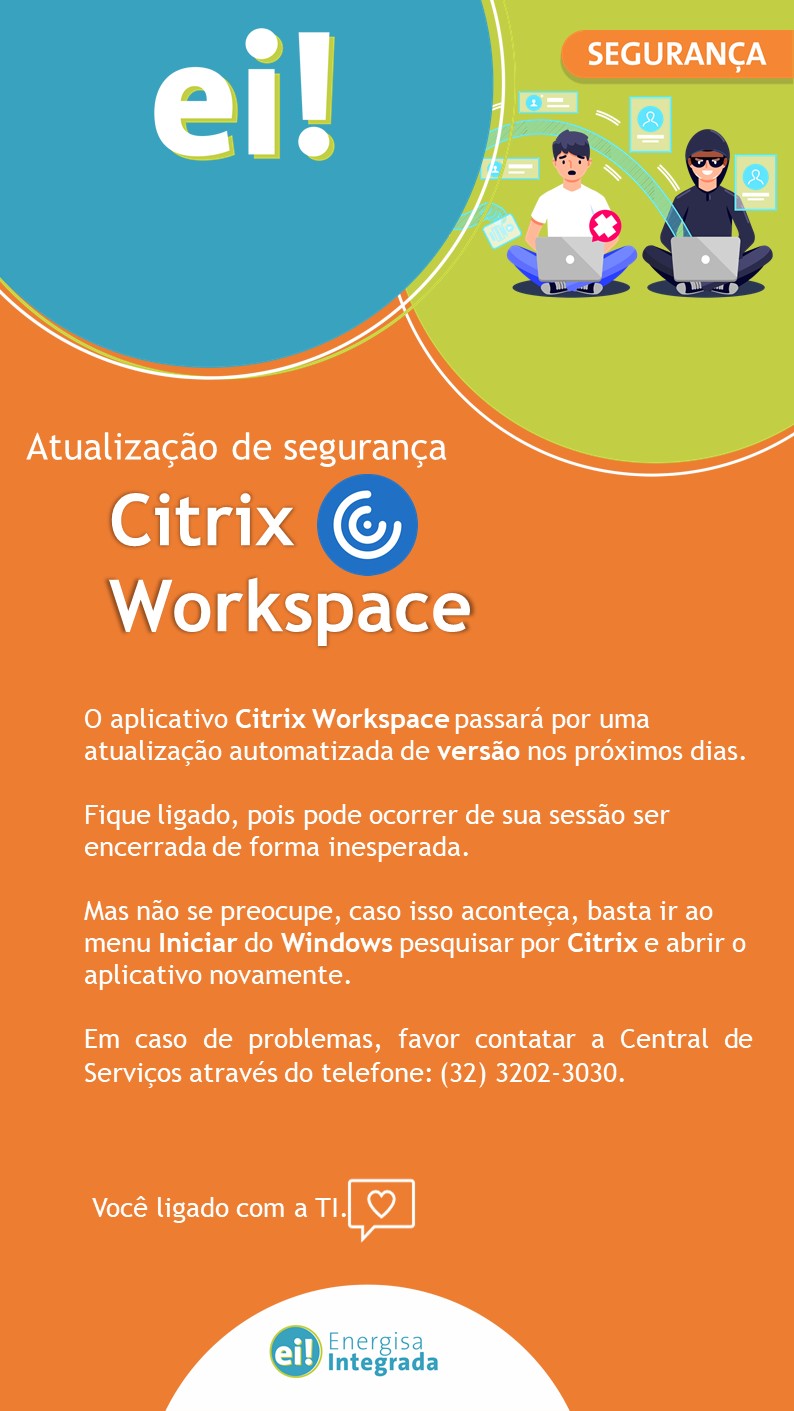 ei!
SEGURANÇA
Atualização de segurança
Citrix
Workspace
O aplicativo Citrix Workspace passará por uma
atualização automatizada de versão nos próximos dias.
Fique ligado, pois pode ocorrer de sua sessão ser
encerrada de forma inesperada.
Mas não se preocupe, caso isso aconteça, basta ir ao
menu Iniciar do Windows pesquisar por Citrix e abrir o
aplicativo novamente.
Em caso de problemas, favor contatar a Central de
Serviços através do telefone: (32) 3202-3030.
Você ligado com a TI.
ei! Energisa
Integrada